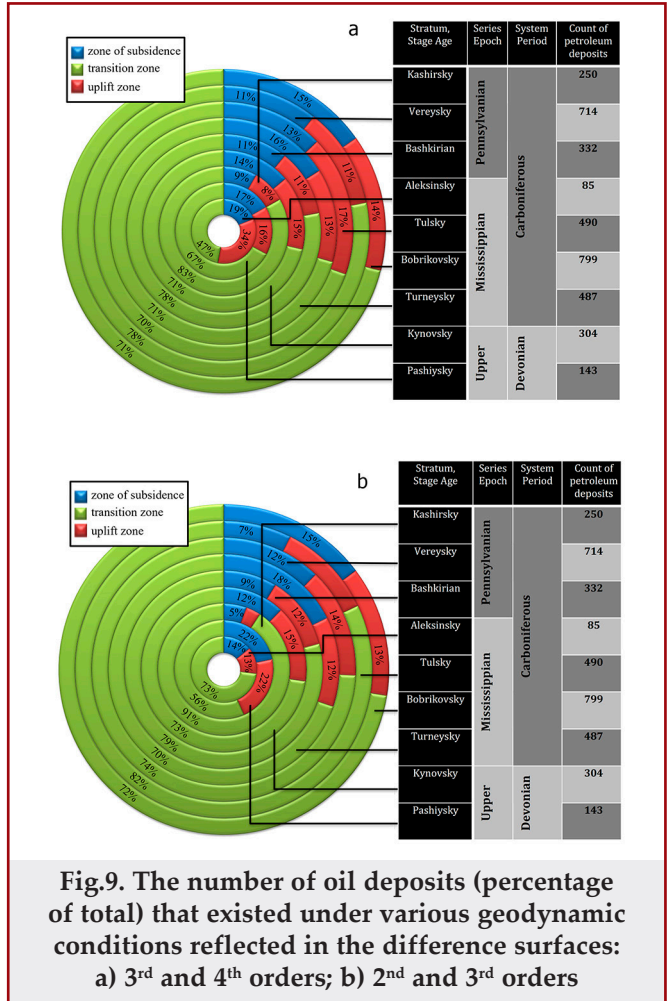 a
zone of subsidence
transition zone
uplift zone
15%
11%
13%
16%
11%
14%
9%
17%
19%
11%
14%
17%
13%
11%
15%
8%
16%
34%
47%
67%
83%
71%
78%
71%
70%
78%
71%
Stratum, Stage Age Series Epoch System Period Count of petroleum deposits
Kashirsky 250
Vereysky 714
Bashkirian 332
Aleksinsky 85
Tulsky 490
Bobrikovsky 799
Turneysky 487
Kynovsky 304
Pashiysky 143
Pennsylvanian
Mississippian
Upper
Carboniferous
Devonian
b
zone of subsidence
transition zone
uplift zone
15%
7%
12%
18%
9%
12%
5%
22%
14%
14%
13%
12%
12%
15%
22%
13%
73%
56%
91%
73%
79%
70%
74%
82%
72%
Stratum, Stage Age Series Epoch System Period Count of petroleum deposits
Kashirsky 250
Vereysky 714
Bashkirian 332
Aleksinsky 85
Tulsky 490
Bobrikovsky 799
Turneysky 487
Kynovsky 304
Pashiysky 143
Pennsylvanian
Mississippian
Upper
Carboniferous
Devonian
Fig.9. The number of oil deposits (percentage
of total) that existed under various geodynamic
conditions reflected in the difference surfaces:
a) 3rd and 4th orders; b) 2nd and 3rd orders